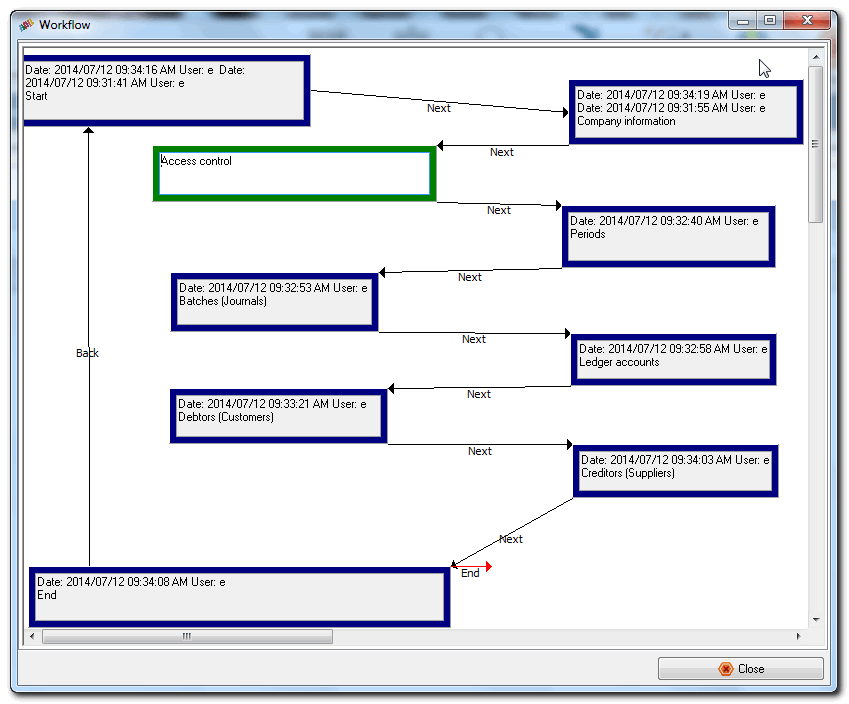 Workflow
Date: 2014/07/12 09:34:16 AM User: e  Date:
2014/07/12 09:31:41 AM User: e
Start
Next
Date: 2014/07/12 09:34:19 AM User: e
Date: 2014/07/12 09:31:55 AM User: e
Company information
Next
Access control
Next
Date: 2014/07/12 09:32:40 AM User: e
Periods
Next
Date: 2014/07/12 09:32:53 AM User: e
Batches (Journals)
Next
Date: 2014/07/12 09:32:58 AM User: e
Ledger accounts
Back
Next
Date: 2014/07/12 09:33:21 AM User: e
Debtors (Customers)
Next
Date: 2014/07/12 09:34:03 AM User: e
Creditors (Suppliers)
Next
End
Date: 2014/07/12 09:34:08 AM User: e
End
Close